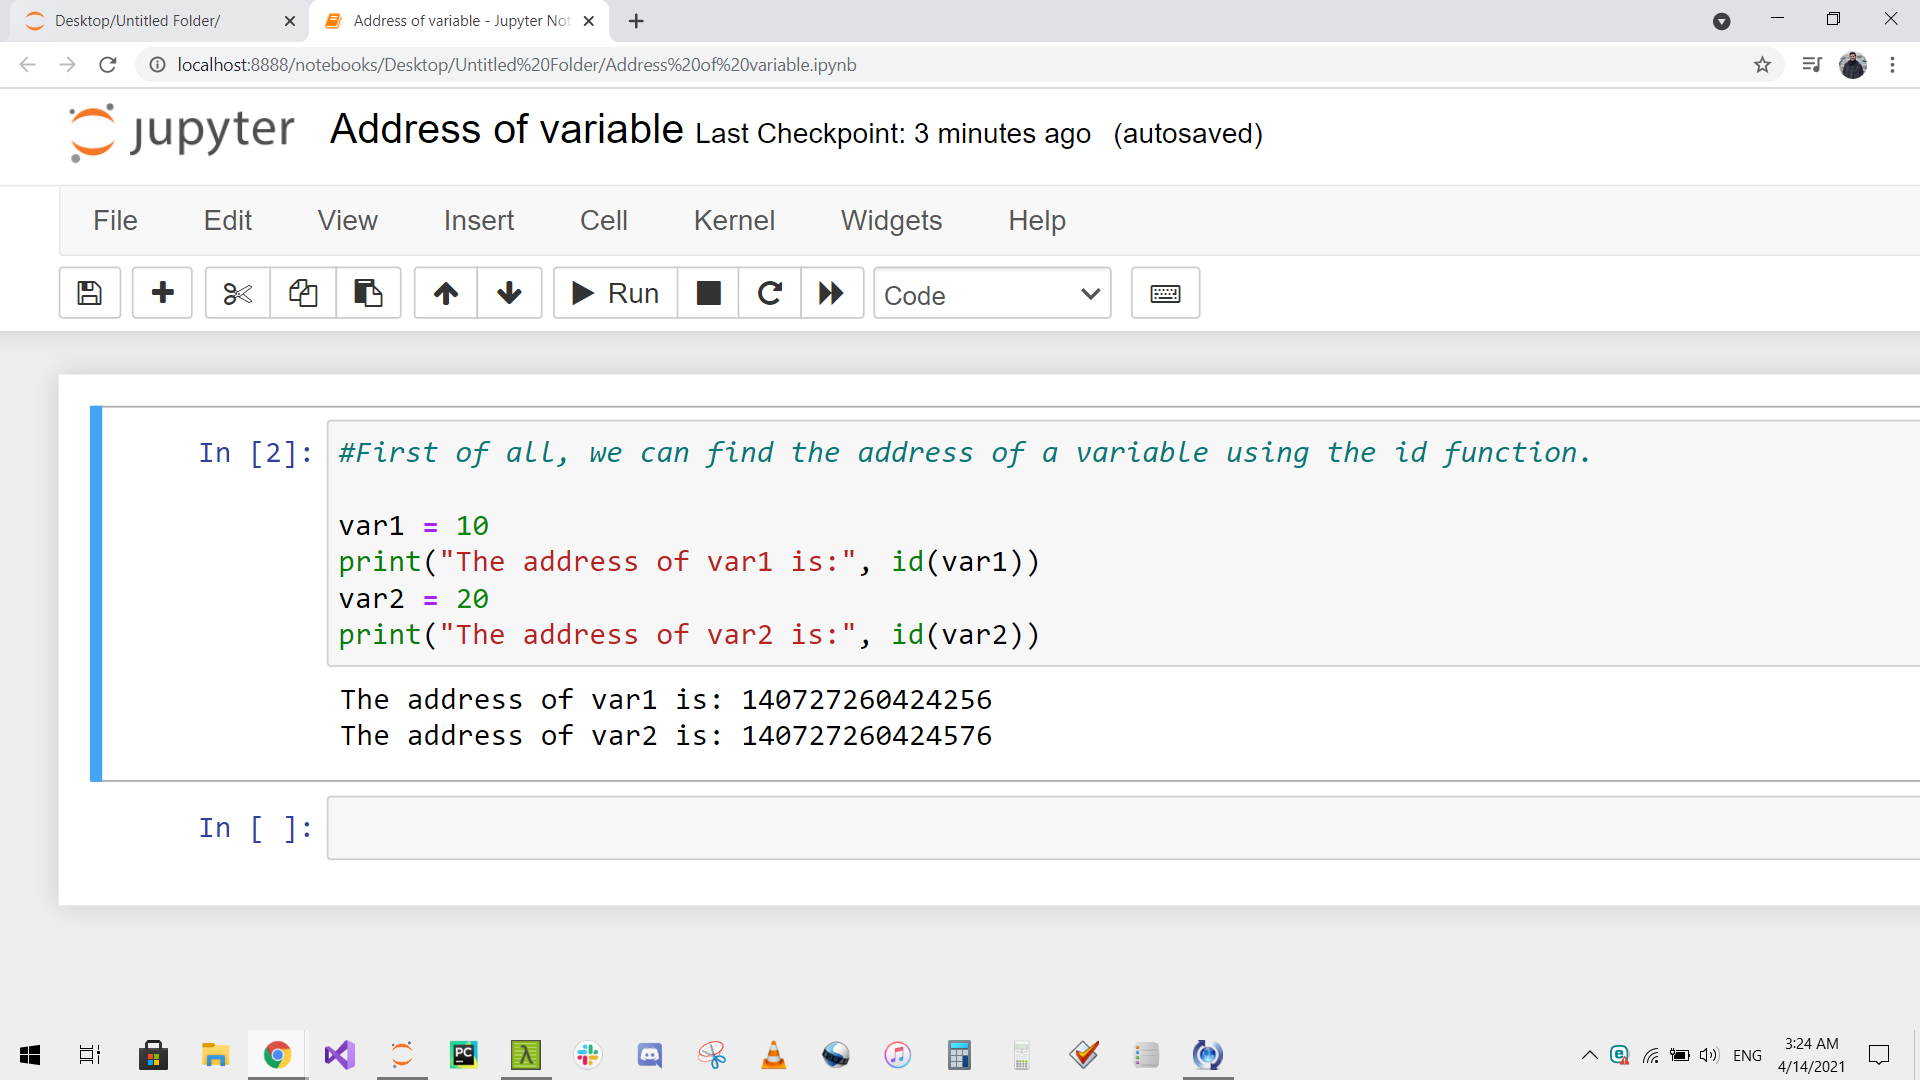 Desktop/Untitled Folder/
Address of variable - Jupyter Not
localhost:8888/notebooks/Desktop/Untitled%20Folder/Address%20of%20variable.ipynb
jupyter Address of variable Last Checkpoint: 3 minutes ago (autosaved)
File Edit View Insert Cell Kernel Widgets Help
Run Code
In [2]: #First of all, we can find the address of a variable using the id function.
var1 = 10
print("The address of var1 is:", id(var1))
var2 = 20
print("The address of var2 is:", id(var2))
The address of var1 is: 140727260424256
The address of var2 is: 140727260424576
In [ ]:
PC
ENG
3:24 AM
4/14/2021